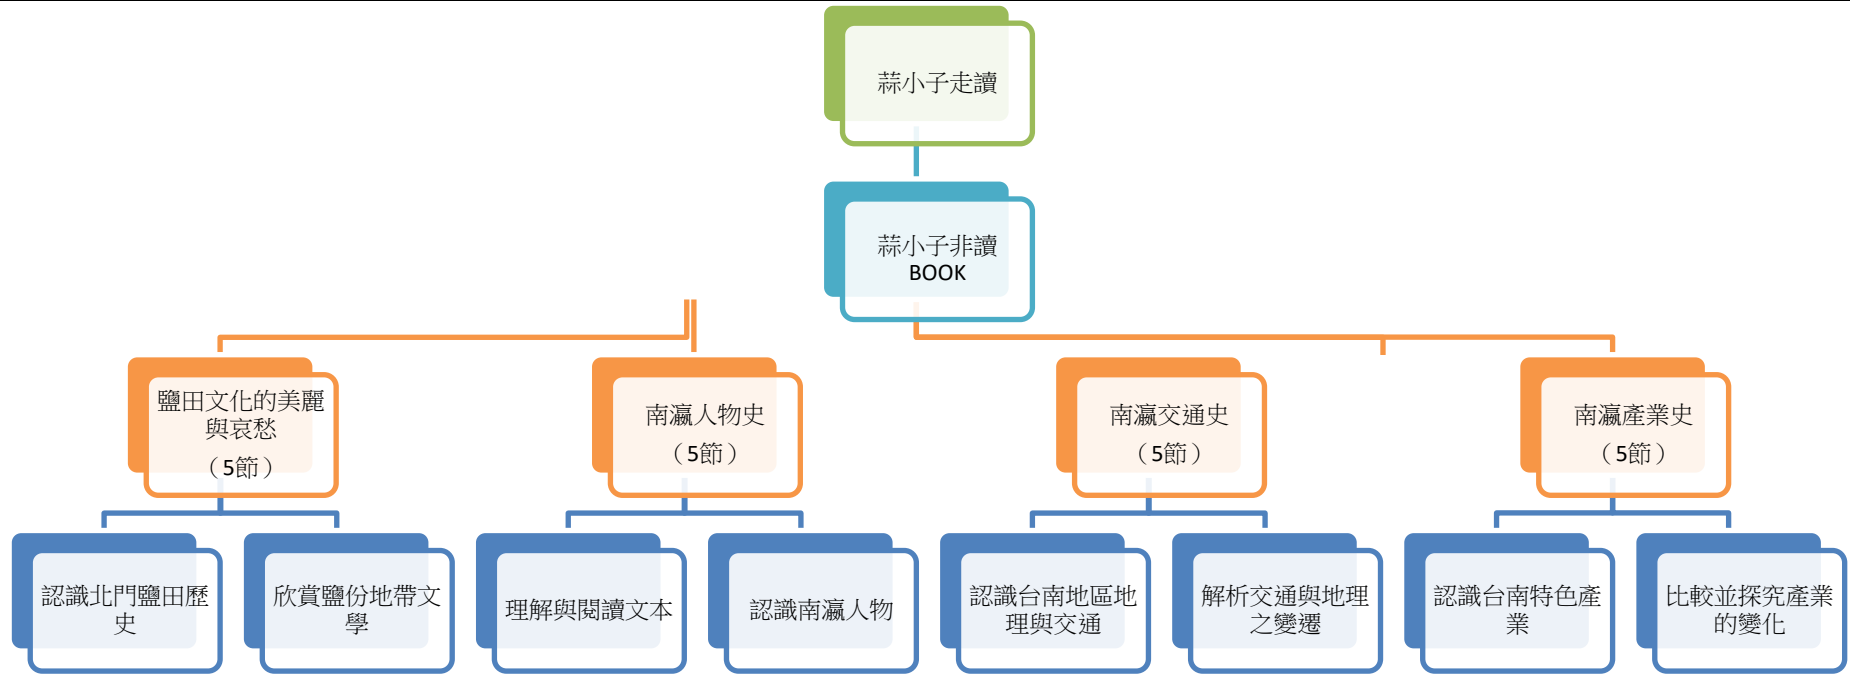 蒜小子走讀
蒜小子非讀
BOOK
鹽田文化的美麗
與哀愁
（5節）
南瀛人物史
（5節）
南瀛交通史
（5節）
南瀛產業史
（5節）
認識北門鹽田歷
史
欣賞鹽份地帶文
學
理解與閱讀文本
認識南瀛人物
認識台南地區地
理與交通
解析交通與地理
之變遷
認識台南特色產
業
比較並探究產業
的變化